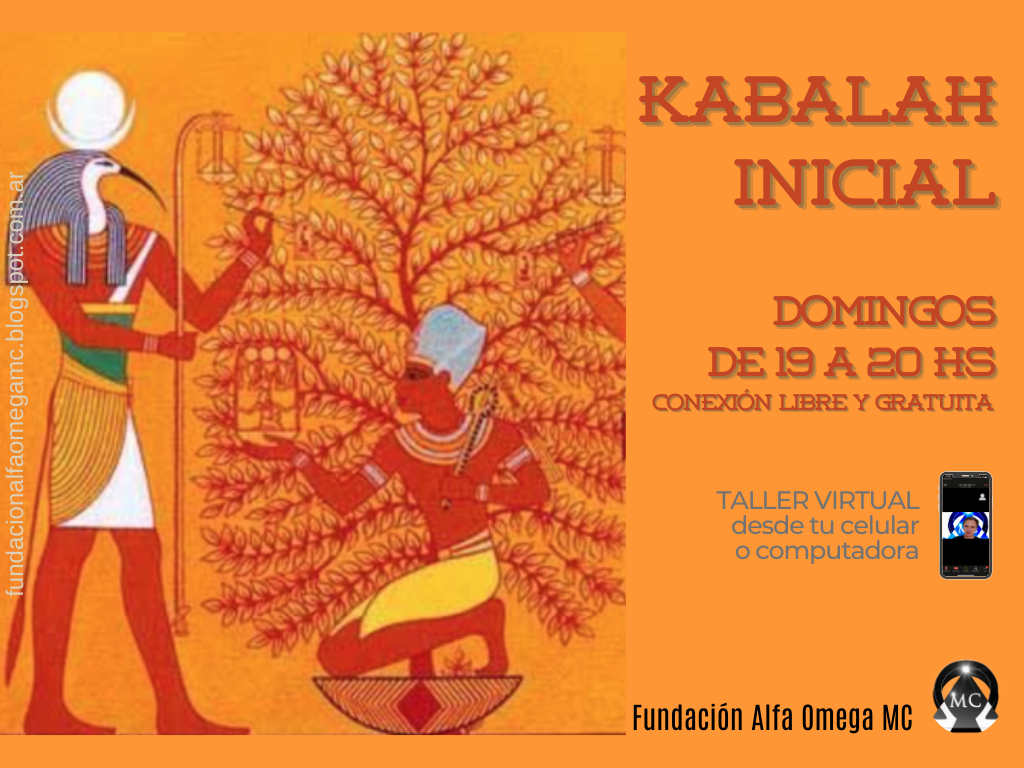 KABALAH
INICIAL
DOMINGOS
DE 19 A 20 HS
CONEXIÓN LIBRE Y GRATUITA
TALLER VIRTUAL
desde tu celular
o computadora
Fundación Alfa Omega MC
MC
fundacionalfaomegamc.blogspot.com.ar